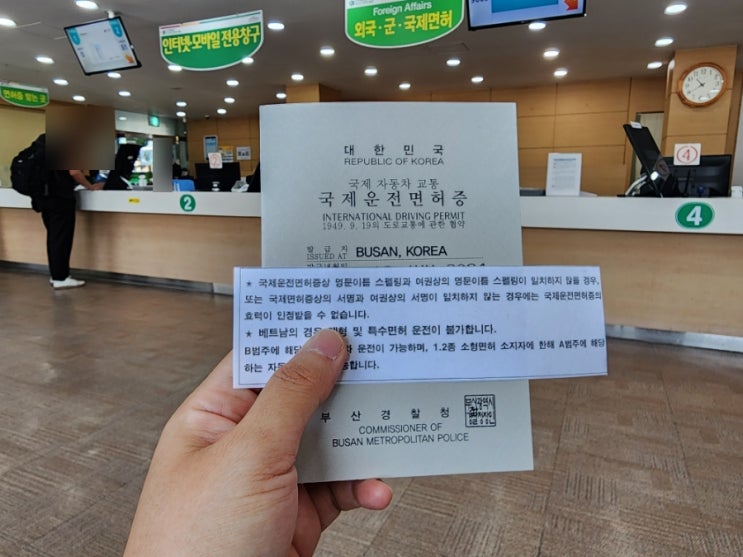 인터넷·모바일 전용창구
Foreign Affairs
외국·군·국제면허
면허증 찾는 곳
2
4
4
대한민국
REPUBLIC OF KOREA
국제 자동차 교통
국제운전면허증
INTERNATIONAL DRIVING PERMIT
1949. 9. 19의 도로교통에 관한 협약
발급지
ISSUED AT BUSAN, KOREA
★ 국제운전면허증상 영문이름 스펠링과 여권상의 영문이름 스펠링이 일치하지 않을 경우,
또는 국제면허증상의 서명과 여권상의 서명이 일치하지 않는 경우에는 국제운전면허증의
효력이 인정받을 수 없습니다.
★ 베트남의 경우 대형 및 특수면허 운전이 불가합니다.
B범주에 해당 운전이 가능하며, 1.2종 소형면허 소지자에 한해 A범주에 해당
하는 합니다.
부산경찰청
COMMISSIONER OF
BUSAN METROPOLITAN POLICE